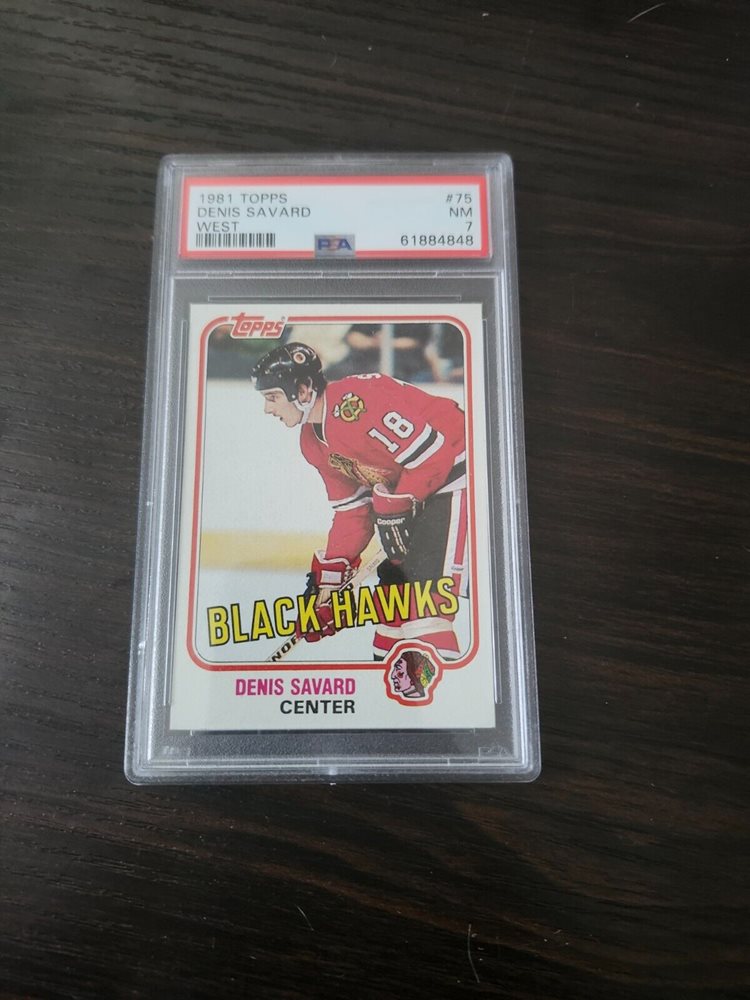 1981 TOPPS #75
DENIS SAVARD NM
WEST 7
PSA 61884848
TOPPS
18
Cooper
BLACK HAWKS
DENIS SAVARD
CENTER